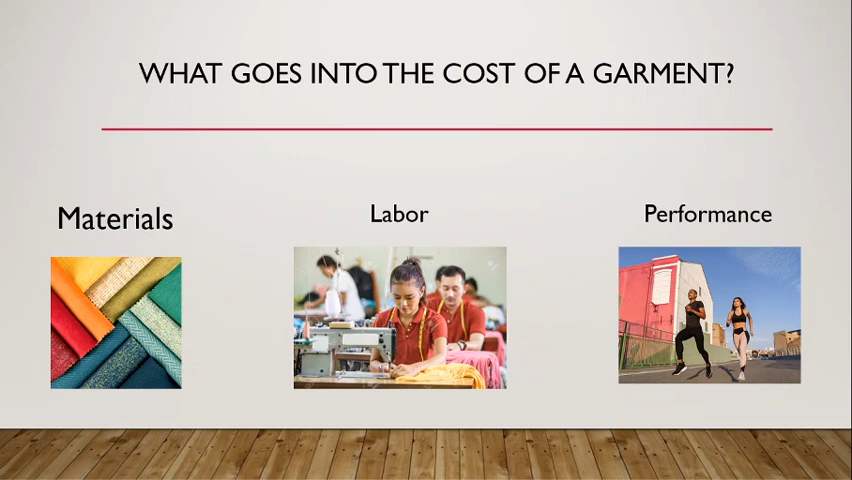 WHAT GOES INTO THE COST OF A GARMENT?
Materials
Labor
Performance